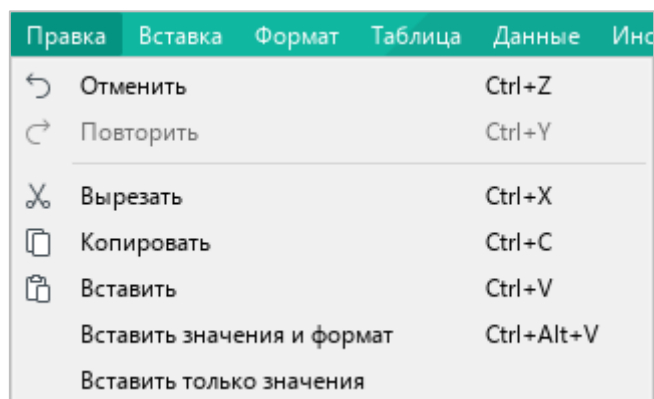 Правка Вставка Формат Таблица Данные Инс
Отменить Ctrl+Z
Повторить Ctrl+Y
Вырезать Ctrl+X
Копировать Ctrl+C
Вставить Ctrl+V
Вставить значения и формат Ctrl+Alt+V
Вставить только значения